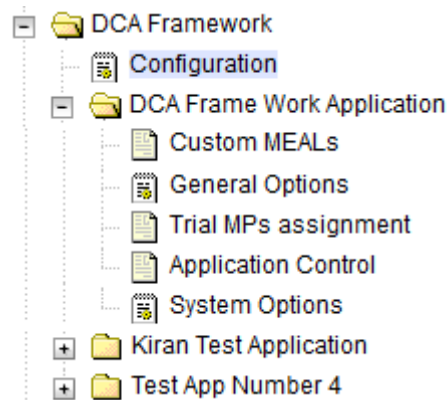 DCA Framework
Configuration
DCA Frame Work Application
Custom MEALs
General Options
Trial MPs assignment
Application Control
System Options
Kiran Test Application
Test App Number 4